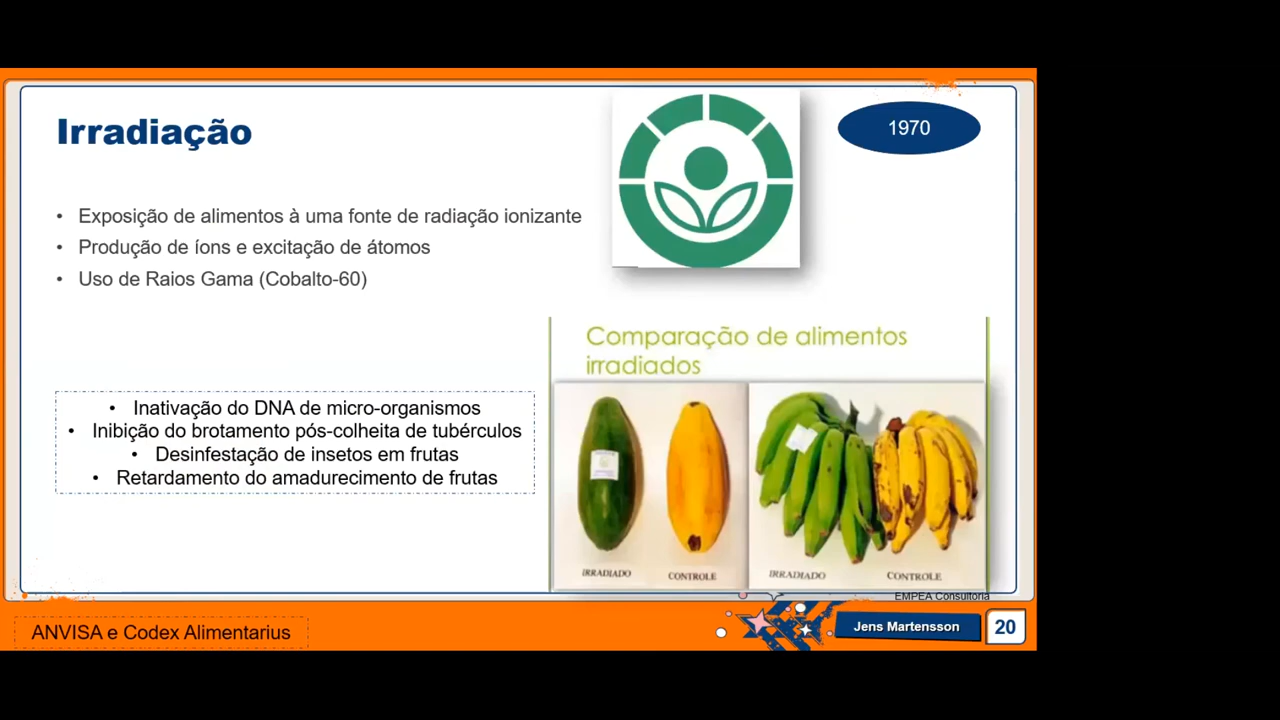 Irradiação
1970
• Exposição de alimentos à uma fonte de radiação ionizante
• Produção de íons e excitação de átomos
• Uso de Raios Gama (Cobalto-60)
Comparação de alimentos
irradiados
• Inativação do DNA de micro-organismos
• Inibição do brotamento pós-colheita de tubérculos
• Desinfestação de insetos em frutas
• Retardamento do amadurecimento de frutas
IRRADIADO
CONTROLE
IRRADIADO
CONTROLE
EMPEA Consultoria
ANVISA e Codex Alimentarius
Jens Martensson
20